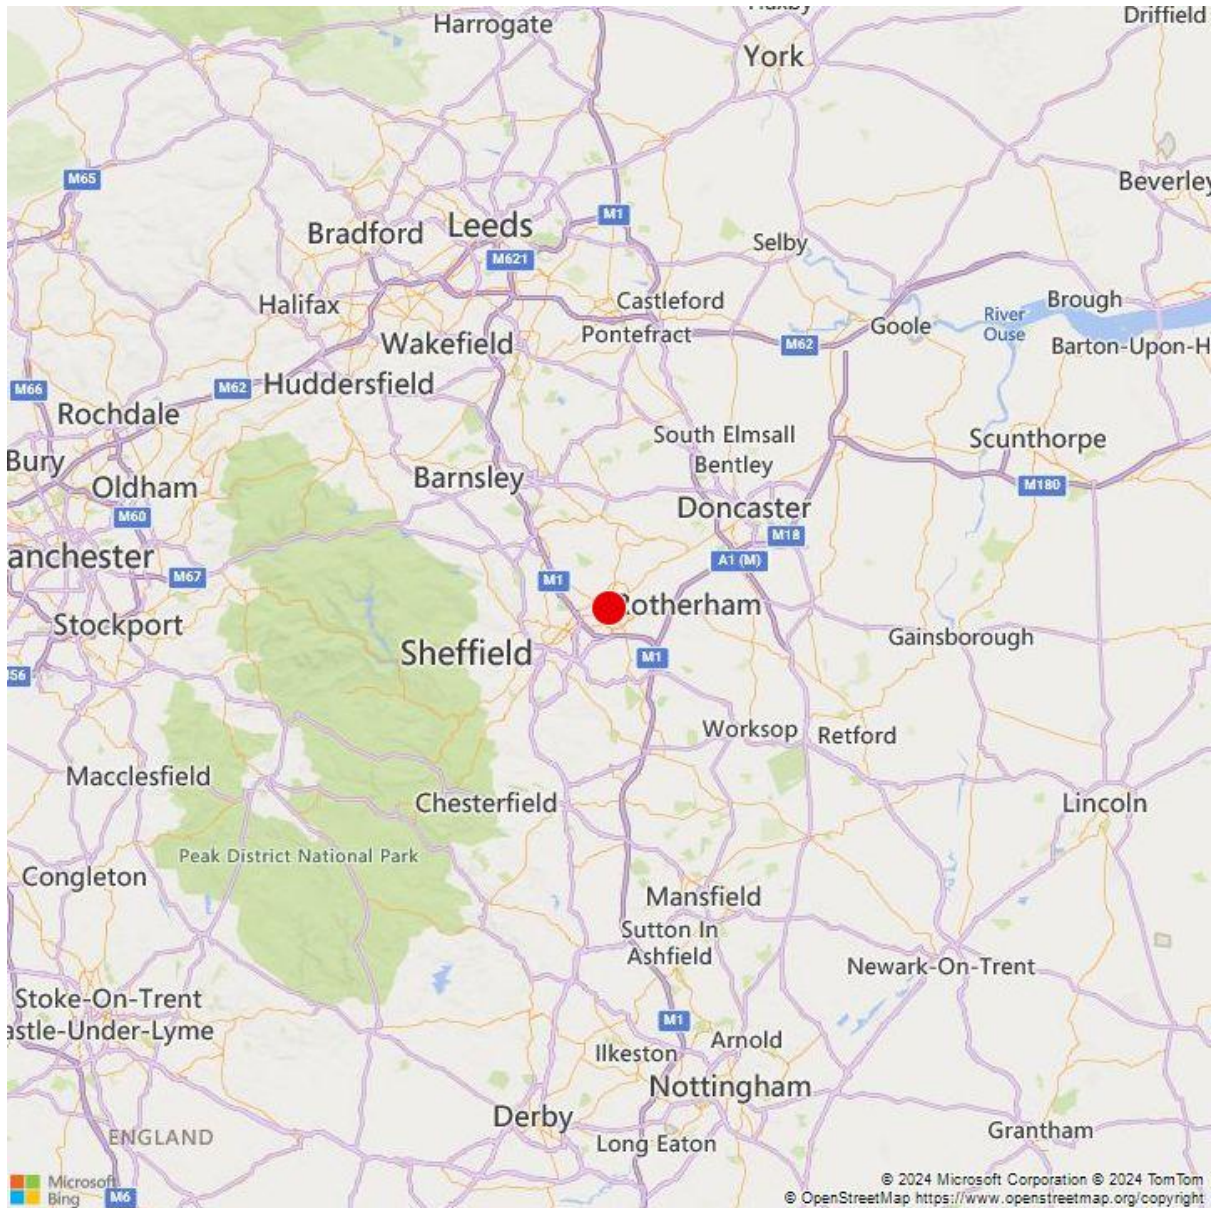 Harrogate
Haxby
Driffield
York
M65
Beverley
Bradford
Leeds
M1
Selby
M621
Halifax
Castleford
Brough
River
Ouse
Goole
Pontefract
Wakefield
M62
Barton-Upon-H
M66
M62
Huddersfield
Rochdale
South Elmsall
Scunthorpe
Bury
Bentley
Barnsley
Oldham
M180
M60
Doncaster
M18
anchester
A1 (M)
M67
M1
otherham
Stockport
Gainsborough
Sheffield
M1
M56
Worksop
Retford
Macclesfield
Chesterfield
Lincoln
Peak District National Park
Congleton
Mansfield
Sutton In
Ashfield
Newark-On-Trent
Stoke-On-Trent
astle-Under-Lyme
M1
Arnold
Ilkeston
Nottingham
Derby
ENGLAND
Long Eaton
Grantham
Microsoft
Bing
M6
© 2024 Microsoft Corporation © 2024 TomTom
© OpenStreetMap https://www.openstreetmap.org/copyright